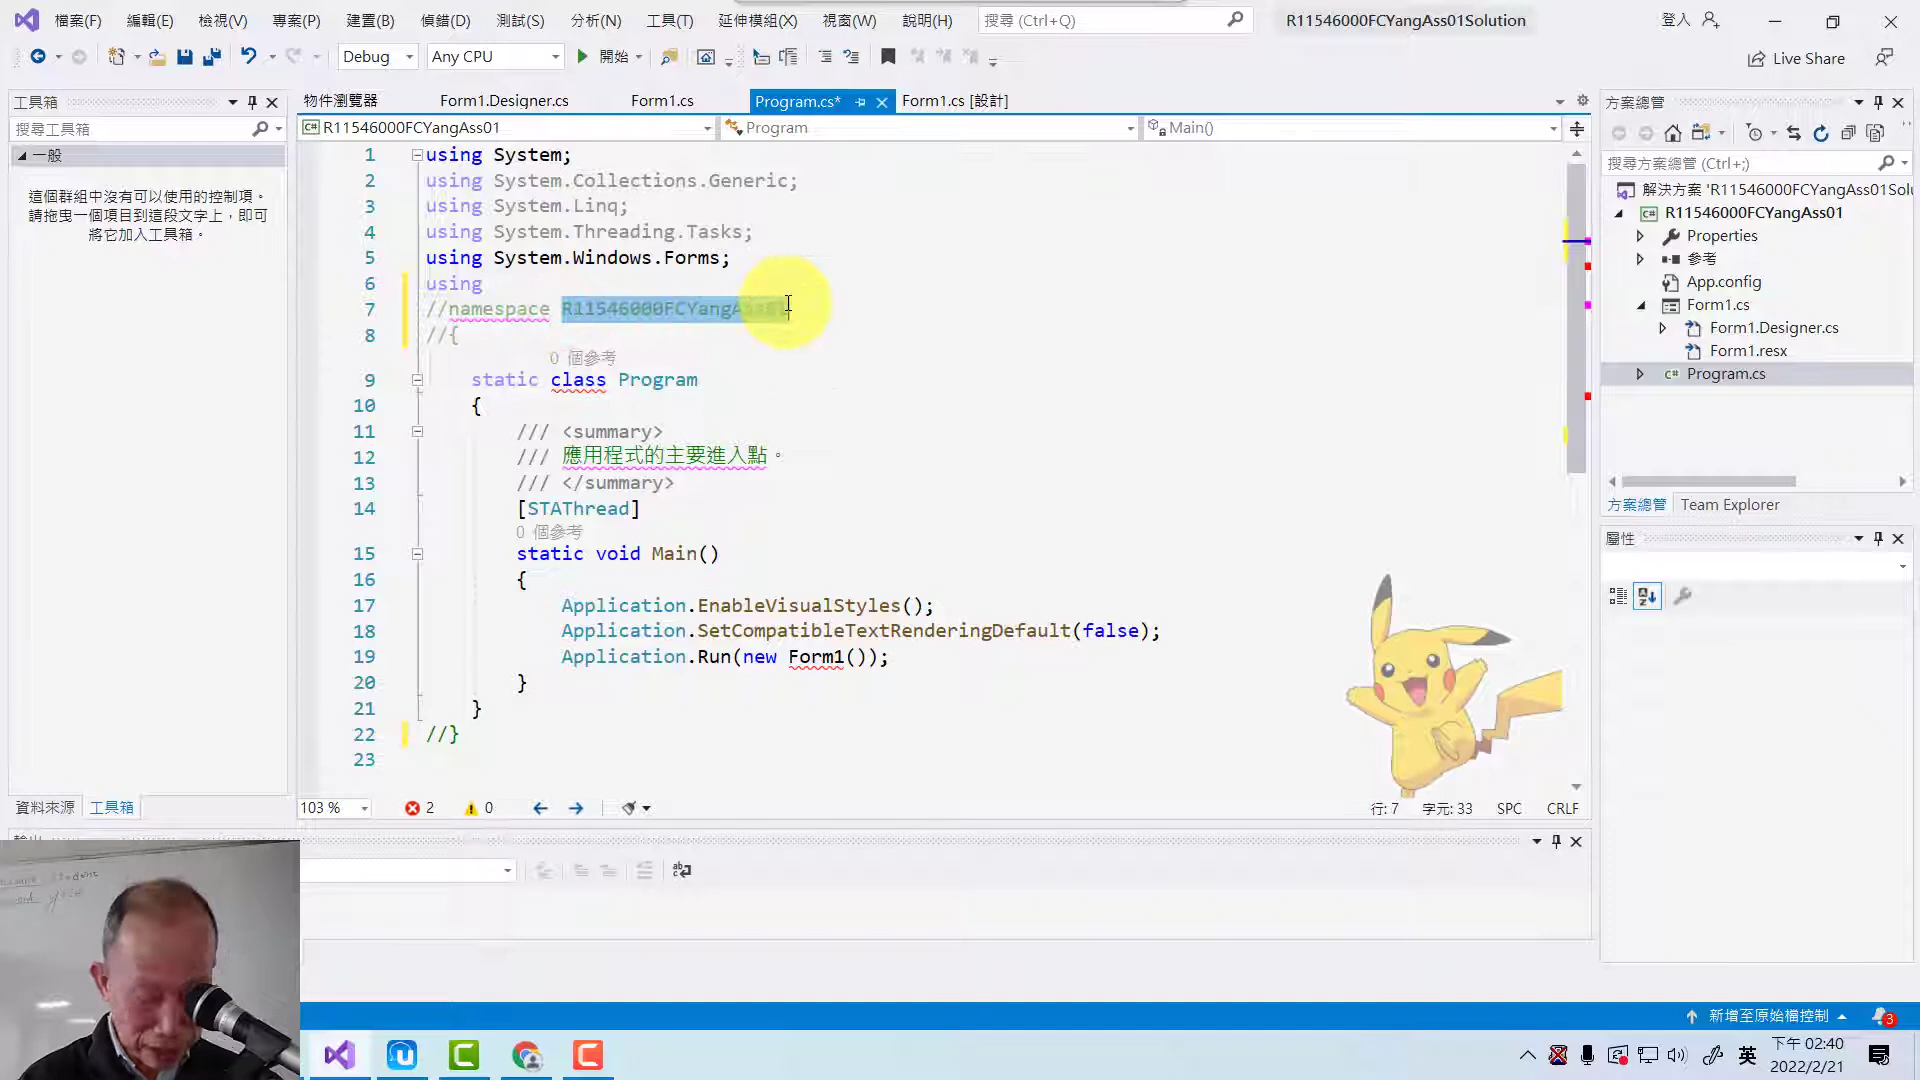 檔案(F) 編輯(E) 檢視(V) 專案(P) 建置(B) 偵錯(D) 測試(S) 分析(N) 工具(T) 延伸模組(X) 視窗(W) 說明(H) 搜尋 (Ctrl+Q) R11546000FCYangAss01Solution 登入
Debug Any CPU 開始 Live Share
工具箱
搜尋工具箱
一般
這個群組中沒有可以使用的控制項。
請拖曳一個項目到這段文字上，即可
將它加入工具箱。
資料來源 工具箱
物件瀏覽器 Form1.Designer.cs Form1.cs Program.cs* Form1.cs [設計]
R11546000FCYangAss01 Program Main()
1 using System;
2 using System.Collections.Generic;
3 using System.Linq;
4 using System.Threading.Tasks;
5 using System.Windows.Forms;
6 using
7 //namespace R11546000FCYangAss01
8 //{
0 個參考
9 static class Program
10 {
11 /// <summary>
12 /// 應用程式的主要進入點。
13 /// </summary>
14 [STAThread]
0 個參考
15 static void Main()
16 {
17 Application.EnableVisualStyles();
18 Application.SetCompatibleTextRenderingDefault(false);
19 Application.Run(new Form1());
20 }
21 }
22 //}
23
103 % 2 0 行: 7 字元: 33 SPC CRLF
方案總管
搜尋方案總管 (Ctrl+;)
解決方案 'R11546000FCYangAss01Solu
R11546000FCYangAss01
Properties
參考
App.config
Form1.cs
Form1.Designer.cs
Form1.resx
Program.cs
方案總管 Team Explorer
屬性
新增至原始檔控制 3
英 下午 02:40
2022/2/21